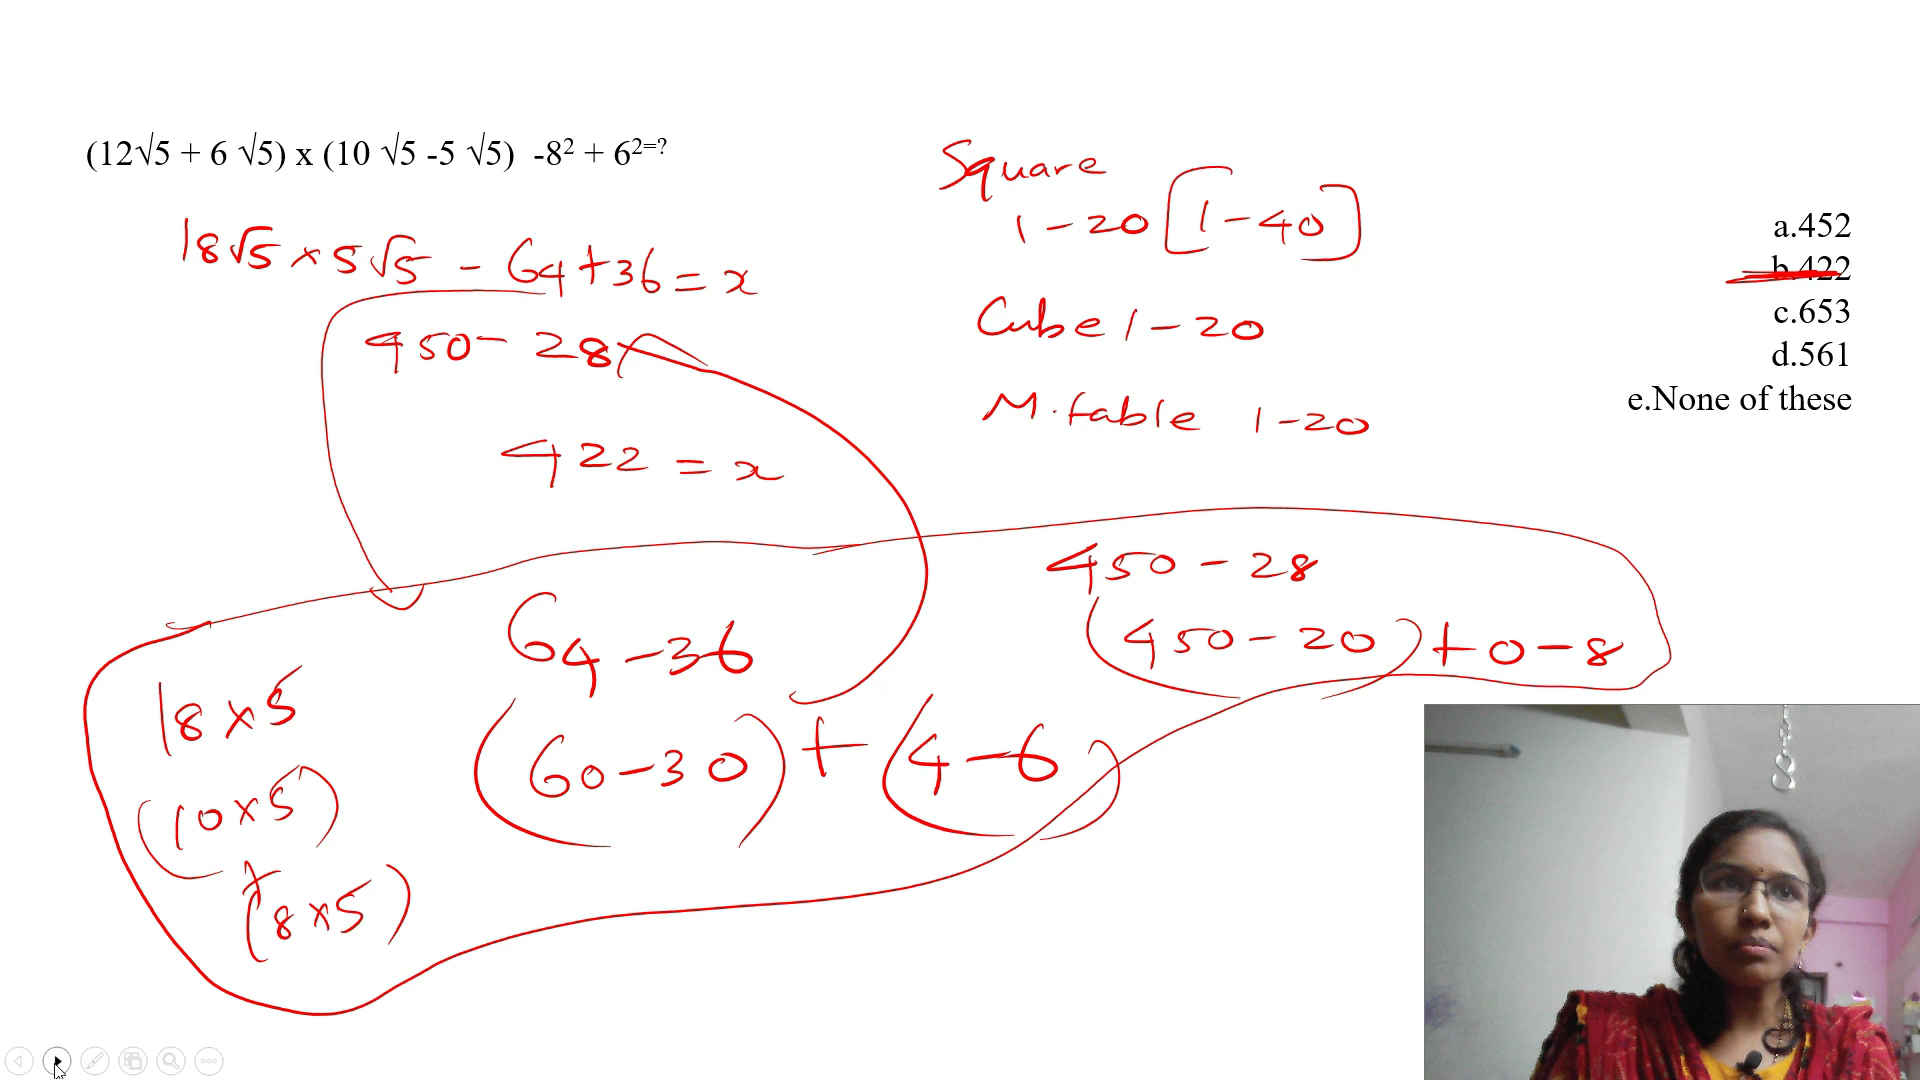 (12√5 + 6 √5) x (10 √5 -5 √5)  -8² + 6²⁼?
18√5 × 5√5 - 64+36 = x
450 - 28
422 = x
Square
1-20 [1-40]
Cube 1-20
M.table 1-20
a.452
b.422
c.653
d.561
e.None of these
64-36
(60-30) + (4-6)
450-28
(450-20) + 0-8
18×5
(10×5)
+
(8×5)